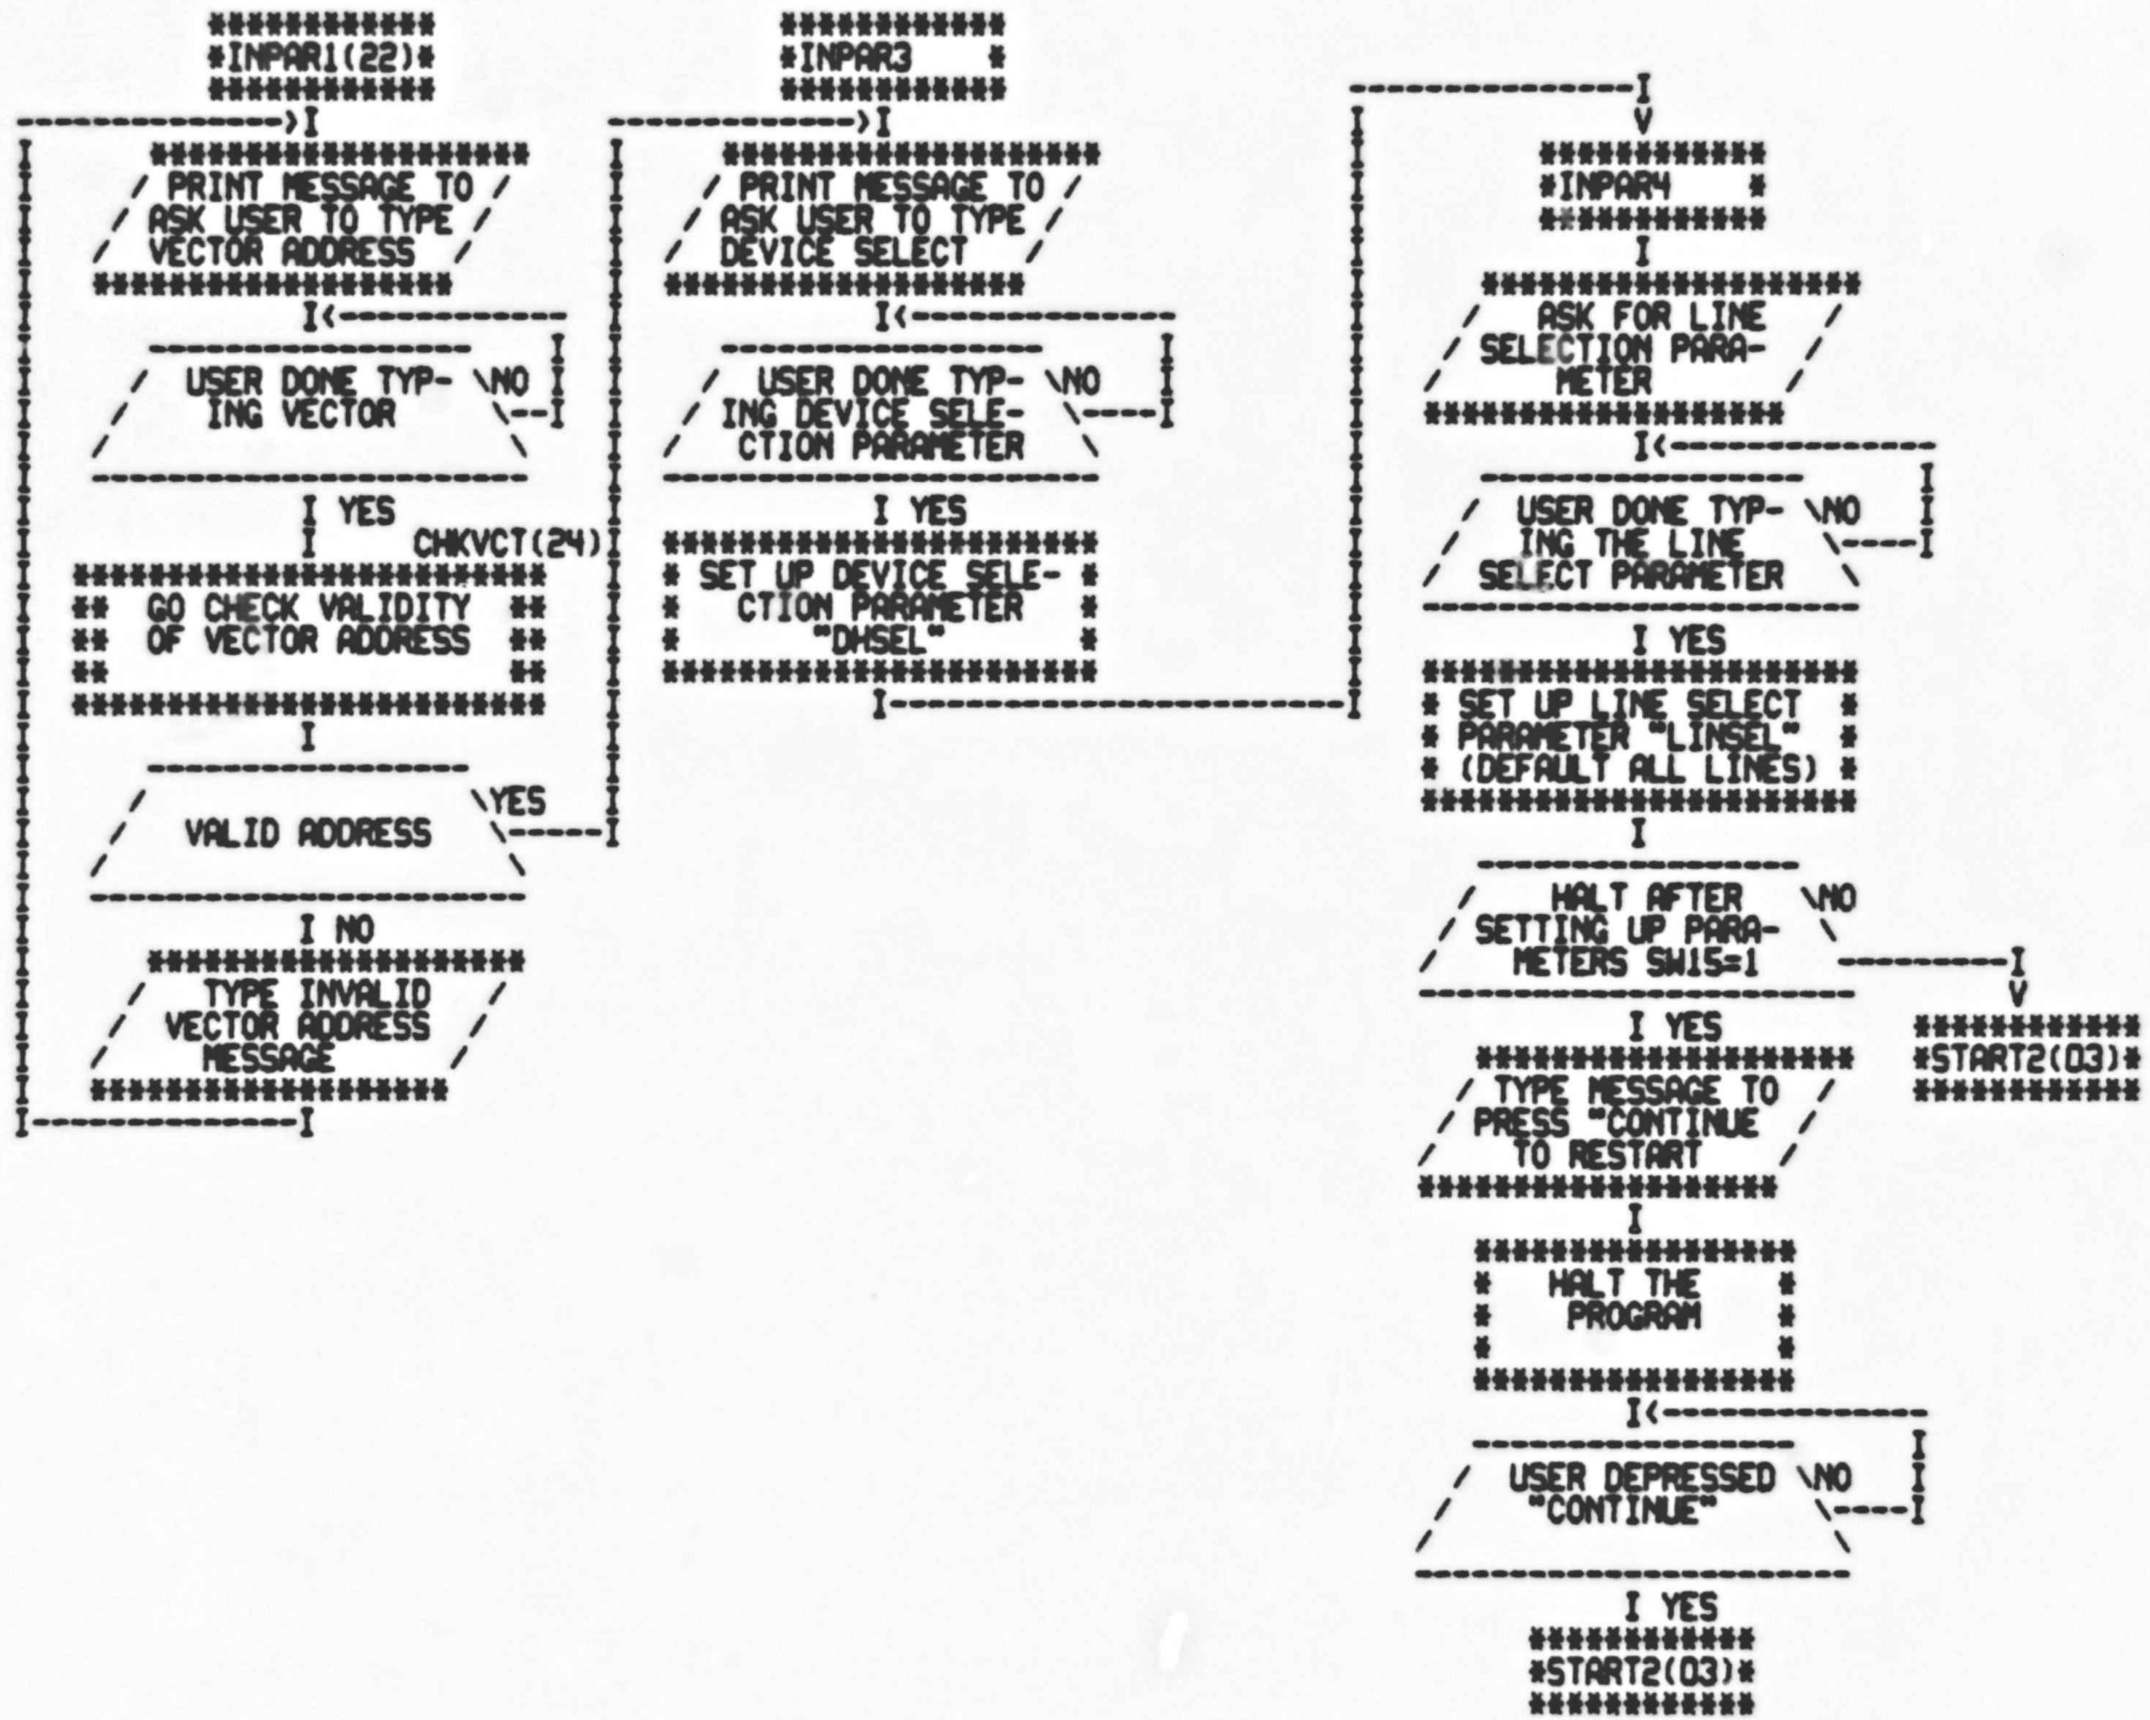 INPAR1(22)
PRINT MESSAGE TO
ASK USER TO TYPE
VECTOR ADDRESS
USER DONE TYP-
ING VECTOR
NO
YES
CHKVCT(24)
GO CHECK VALIDITY
OF VECTOR ADDRESS
VALID ADDRESS
YES
NO
TYPE INVALID
VECTOR ADDRESS
MESSAGE
INPAR3
PRINT MESSAGE TO
ASK USER TO TYPE
DEVICE SELECT
USER DONE TYP-
ING DEVICE SELE-
CTION PARAMETER
NO
YES
SET UP DEVICE SELE-
CTION PARAMETER
"DHSEL"
INPAR4
ASK FOR LINE
SELECTION PARA-
METER
USER DONE TYP-
ING THE LINE
SELECT PARAMETER
NO
YES
SET UP LINE SELECT
PARAMETER "LINSEL"
(DEFAULT ALL LINES)
HALT AFTER
SETTING UP PARA-
METERS SW15=1
NO
START2(03)
YES
TYPE MESSAGE TO
PRESS "CONTINUE
TO RESTART
HALT THE
PROGRAM
USER DEPRESSED
"CONTINUE"
NO
YES
START2(03)